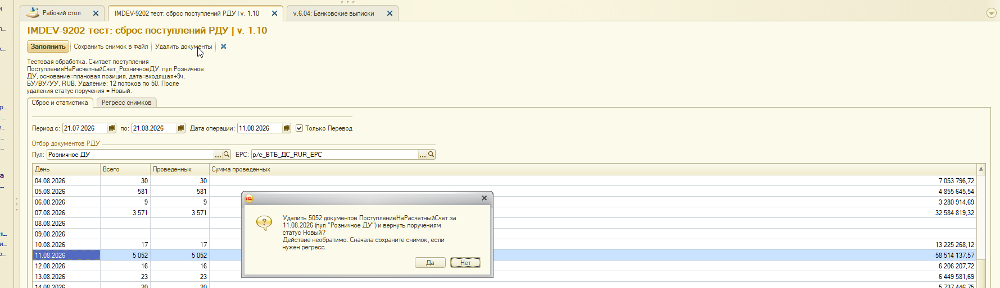 Рабочий стол
IMDEV-9202 тест: сброс поступлений РДУ | v. 1.10
v.6.04: Банковские выписки
IMDEV-9202 тест: сброс поступлений РДУ | v. 1.10
Заполнить
Сохранить снимок в файл
Удалить документы
Тестовая обработка. Считает поступления
ПоступленияНаРасчетныйСчет_РозничноеДУ: пул Розничное
ДУ, основание=плановая позиция, дата=входящая+9ч,
БУ/ВУ/УУ, RUB. Удаление: 12 потоков по 50. После
удаления статус поручения = Новый.
Сброс и статистика
Регресс снимков
Период с: 21.07.2026 по: 21.08.2026 Дата операции: 11.08.2026 Только Перевод
Отбор документов РДУ
Пул: Розничное ДУ ... ЕРС: р/с_ВТБ_ДС_RUR_ЕРС ...
День Всего Проведенных Сумма проведенных
04.08.2026 30 30 7 053 796,72
05.08.2026 581 581 4 855 645,54
06.08.2026 9 9 3 280 914,69
07.08.2026 3 571 3 571 32 584 819,32
08.08.2026
09.08.2026
10.08.2026 17 17 13 225 268,12
11.08.2026 5 052 5 052 58 514 137,57
12.08.2026 16 16 6 206 207,72
13.08.2026 23 23 6 449 581,69
14.08.2026 20 20 5 737 446,75
1С
Удалить 5052 документов ПоступлениеНаРасчетныйСчет за
11.08.2026 (пул "Розничное ДУ") и вернуть поручениям
статус Новый?
Действие необратимо. Сначала сохраните снимок, если
нужен регресс.
Да
Нет